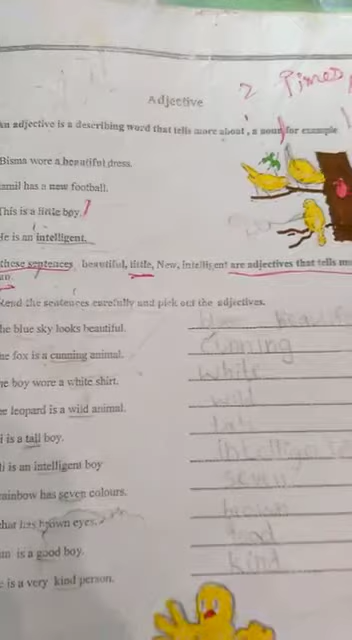 2 Times
Adjective
An adjective is a describing word that tells more about , a noun for example
Bisma wore a beautiful dress.
amil has a new football.
This is a little boy.
He is an intelligent.
these sentences beautiful, little, New, intelligent are adjectives that tells
Read the sentences carefully and pick out the adjectives.
he blue sky looks beautiful.
he fox is a cunning animal. cunning
he boy wore a white shirt. white
e leopard is a wild animal. wild
i is a tall boy. tall
li is an intelligent boy intelligent
rainbow has seven colours. seven
that has brown eyes. brown
is a good boy. good
e is a very kind person. kind